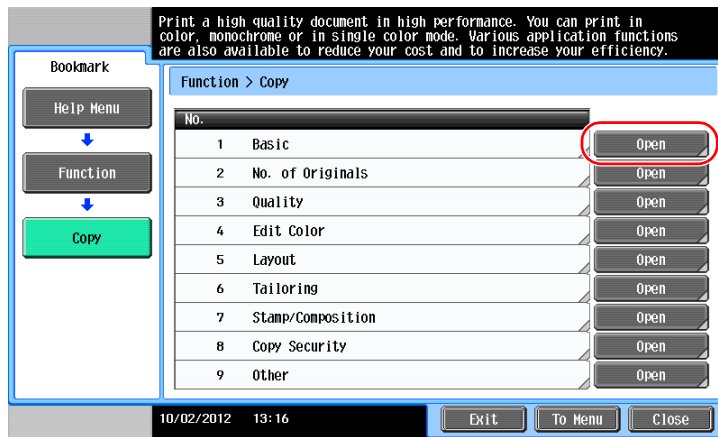 Print a high quality document in high performance. You can print in
color, monochrome or in single color mode. Various application functions
are also available to reduce your cost and to increase your efficiency.
Bookmark
Function > Copy
Help Menu
Function
Copy
No.
1 Basic Open
2 No. of Originals Open
3 Quality Open
4 Edit Color Open
5 Layout Open
6 Tailoring Open
7 Stamp/Composition Open
8 Copy Security Open
9 Other Open
10/02/2012 13:16 Exit To Menu Close